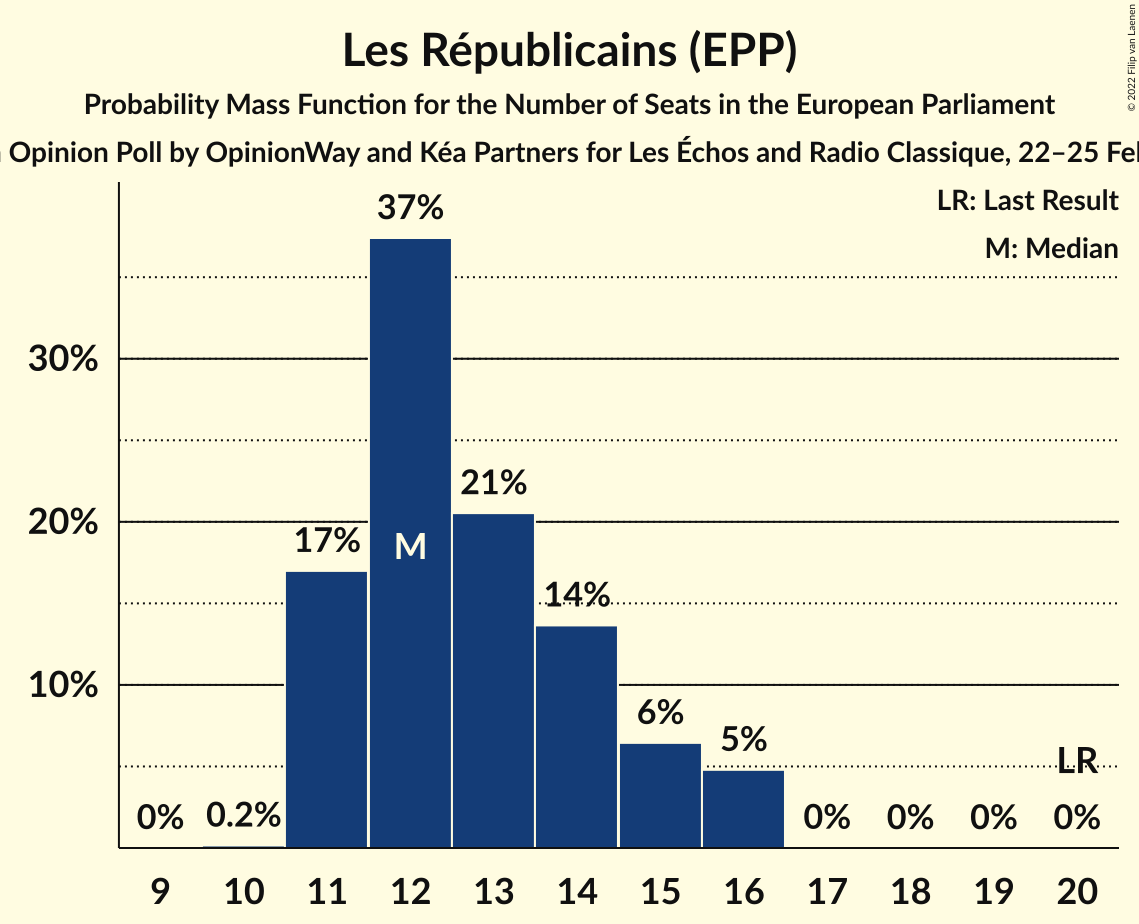 Les Républicains (EPP)
Probability Mass Function for the Number of Seats in the European Parliament
Opinion Poll by OpinionWay and Kéa Partners for Les Échos and Radio Classique, 22–25 Fe
© 2022 Filip van Laenen
LR: Last Result
M: Median
37%
30%
21%
20%
17%
M
14%
10%
6%
5%
LR
0% 0.2% 0% 0% 0% 0%
9 10 11 12 13 14 15 16 17 18 19 20